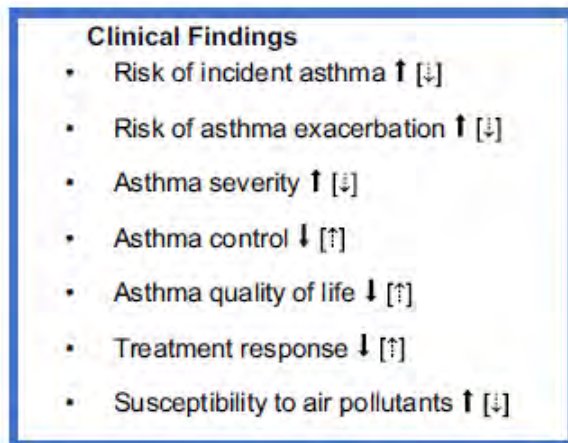 Clinical Findings
• Risk of incident asthma ⬆ [⇣]
• Risk of asthma exacerbation ⬆ [⇣]
• Asthma severity ⬆ [⇣]
• Asthma control ⬇ [⇡]
• Asthma quality of life ⬇ [⇡]
• Treatment response ⬇ [⇡]
• Susceptibility to air pollutants ⬆ [⇣]